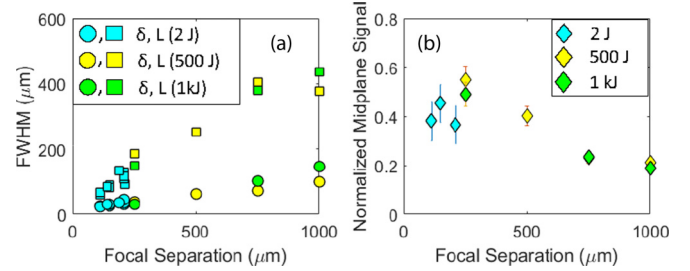 600
400
200
0
FWHM (μm)
δ, L (2 J)
δ, L (500 J)
δ, L (1kJ)
(a)
0 500 1000
Focal Separation (μm)
0.8
0.6
0.4
0.2
0
Normalized Midplane Signal
(b)
2 J
500 J
1 kJ
0 500 1000
Focal Separation (μm)